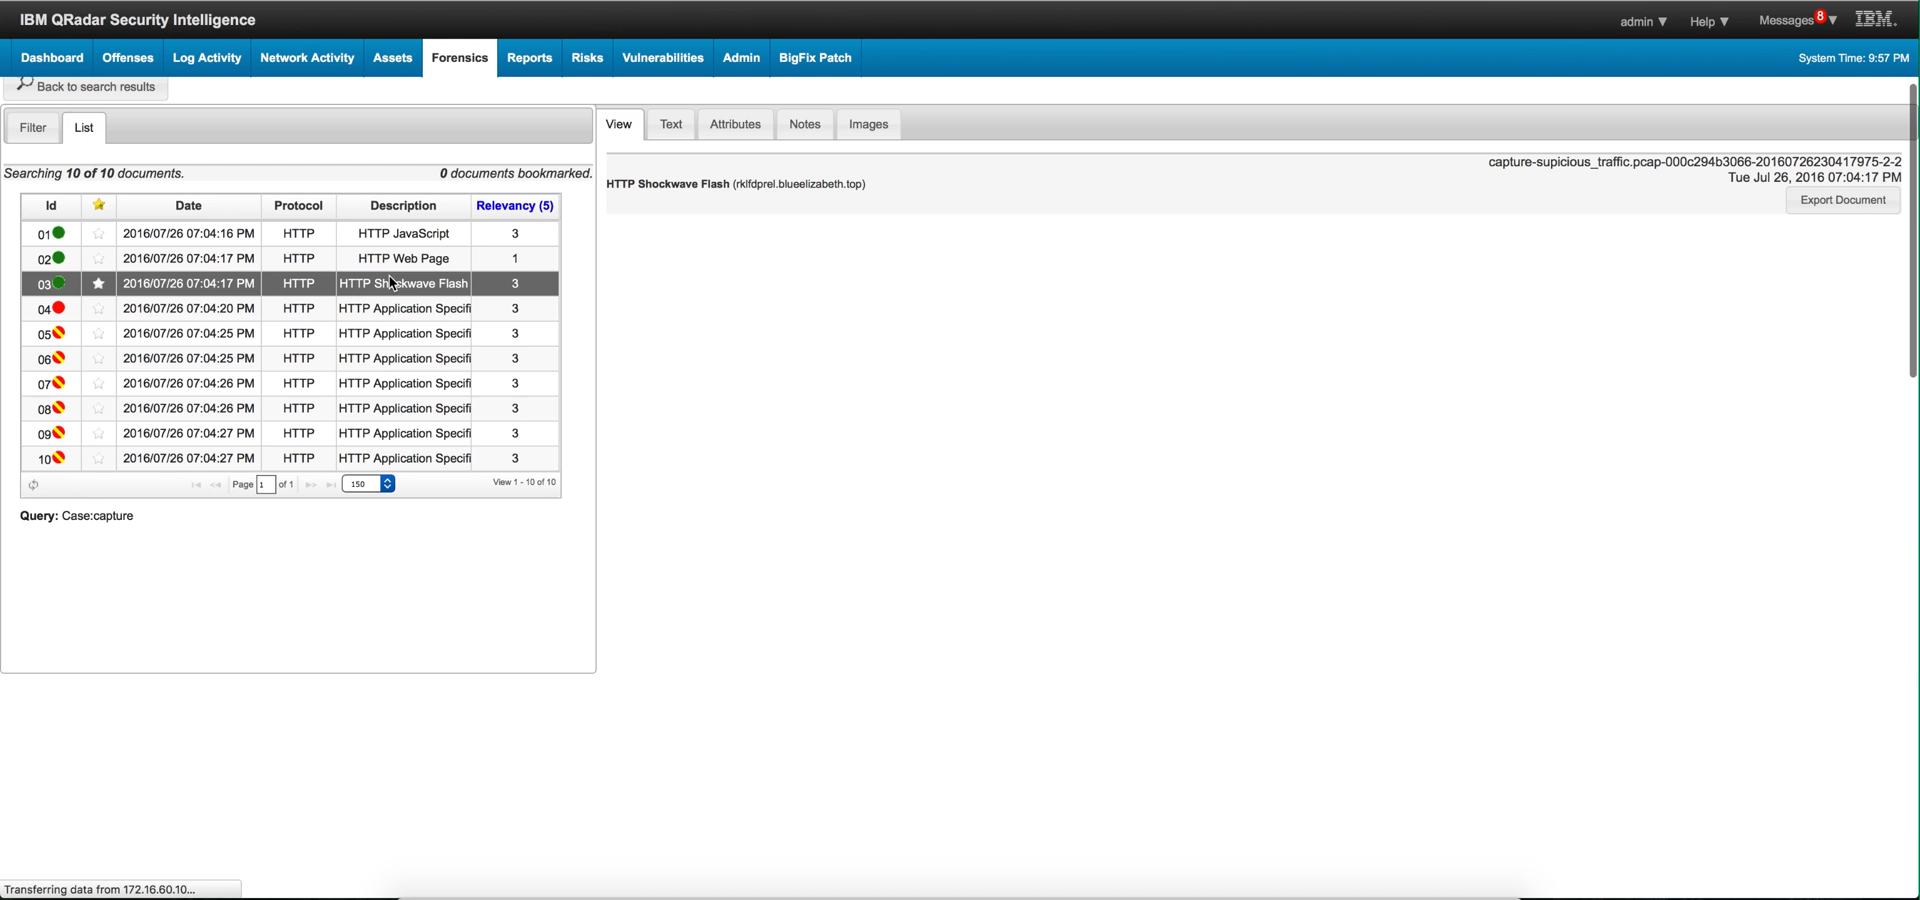 IBM QRadar Security Intelligence
admin ▼ Help ▼ Messages 8 ▼ IBM.
Dashboard Offenses Log Activity Network Activity Assets Forensics Reports Risks Vulnerabilities Admin BigFix Patch System Time: 9:57 PM
Back to search results
Filter List
View Text Attributes Notes Images
Searching 10 of 10 documents. 0 documents bookmarked.
capture-supicious_traffic.pcap-000c294b3066-20160726230417975-2-2
Tue Jul 26, 2016 07:04:17 PM
HTTP Shockwave Flash (rklfdprel.blueelizabeth.top)
Export Document
Id Date Protocol Description Relevancy (5)
01 2016/07/26 07:04:16 PM HTTP HTTP JavaScript 3
02 2016/07/26 07:04:17 PM HTTP HTTP Web Page 1
03 2016/07/26 07:04:17 PM HTTP HTTP Shockwave Flash 3
04 2016/07/26 07:04:20 PM HTTP HTTP Application Specifi 3
05 2016/07/26 07:04:25 PM HTTP HTTP Application Specifi 3
06 2016/07/26 07:04:25 PM HTTP HTTP Application Specifi 3
07 2016/07/26 07:04:26 PM HTTP HTTP Application Specifi 3
08 2016/07/26 07:04:26 PM HTTP HTTP Application Specifi 3
09 2016/07/26 07:04:27 PM HTTP HTTP Application Specifi 3
10 2016/07/26 07:04:27 PM HTTP HTTP Application Specifi 3
Page 1 of 1 150 View 1 - 10 of 10
Query: Case:capture
Transferring data from 172.16.60.10...